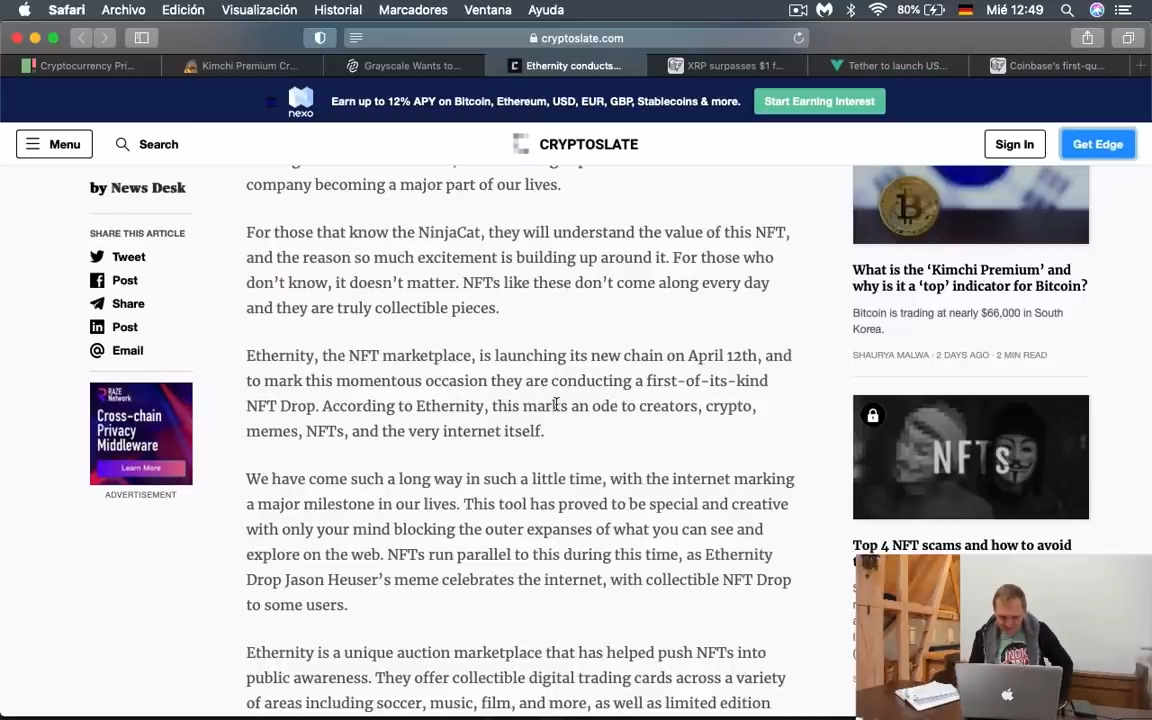 Safari Archivo Edición Visualización Historial Marcadores Ventana Ayuda 80% Mié 12:49
cryptoslate.com
Cryptocurrency Pri... Kimchi Premium Cr... Grayscale Wants to... Ethernity conducts... XRP surpasses $1 f... Tether to launch US... Coinbase's first-qu...
nexo Earn up to 12% APY on Bitcoin, Ethereum, USD, EUR, GBP, Stablecoins & more. Start Earning Interest
Menu Search CRYPTOSLATE Sign In Get Edge
by News Desk
SHARE THIS ARTICLE
Tweet
Post
Share
Post
Email
RAZE
Network
Cross-chain
Privacy
Middleware
Learn More
ADVERTISEMENT
company becoming a major part of our lives.
For those that know the NinjaCat, they will understand the value of this NFT,
and the reason so much excitement is building up around it. For those who
don't know, it doesn't matter. NFTs like these don't come along every day
and they are truly collectible pieces.
Ethernity, the NFT marketplace, is launching its new chain on April 12th, and
to mark this momentous occasion they are conducting a first-of-its-kind
NFT Drop. According to Ethernity, this marks an ode to creators, crypto,
memes, NFTs, and the very internet itself.
We have come such a long way in such a little time, with the internet marking
a major milestone in our lives. This tool has proved to be special and creative
with only your mind blocking the outer expanses of what you can see and
explore on the web. NFTs run parallel to this during this time, as Ethernity
Drop Jason Heuser's meme celebrates the internet, with collectible NFT Drop
to some users.
Ethernity is a unique auction marketplace that has helped push NFTs into
public awareness. They offer collectible digital trading cards across a variety
of areas including soccer, music, film, and more, as well as limited edition
What is the 'Kimchi Premium' and
why is it a 'top' indicator for Bitcoin?
Bitcoin is trading at nearly $66,000 in South
Korea.
SHAURYA MALWA · 2 DAYS AGO · 2 MIN READ
NFTs
Top 4 NFT scams and how to avoid